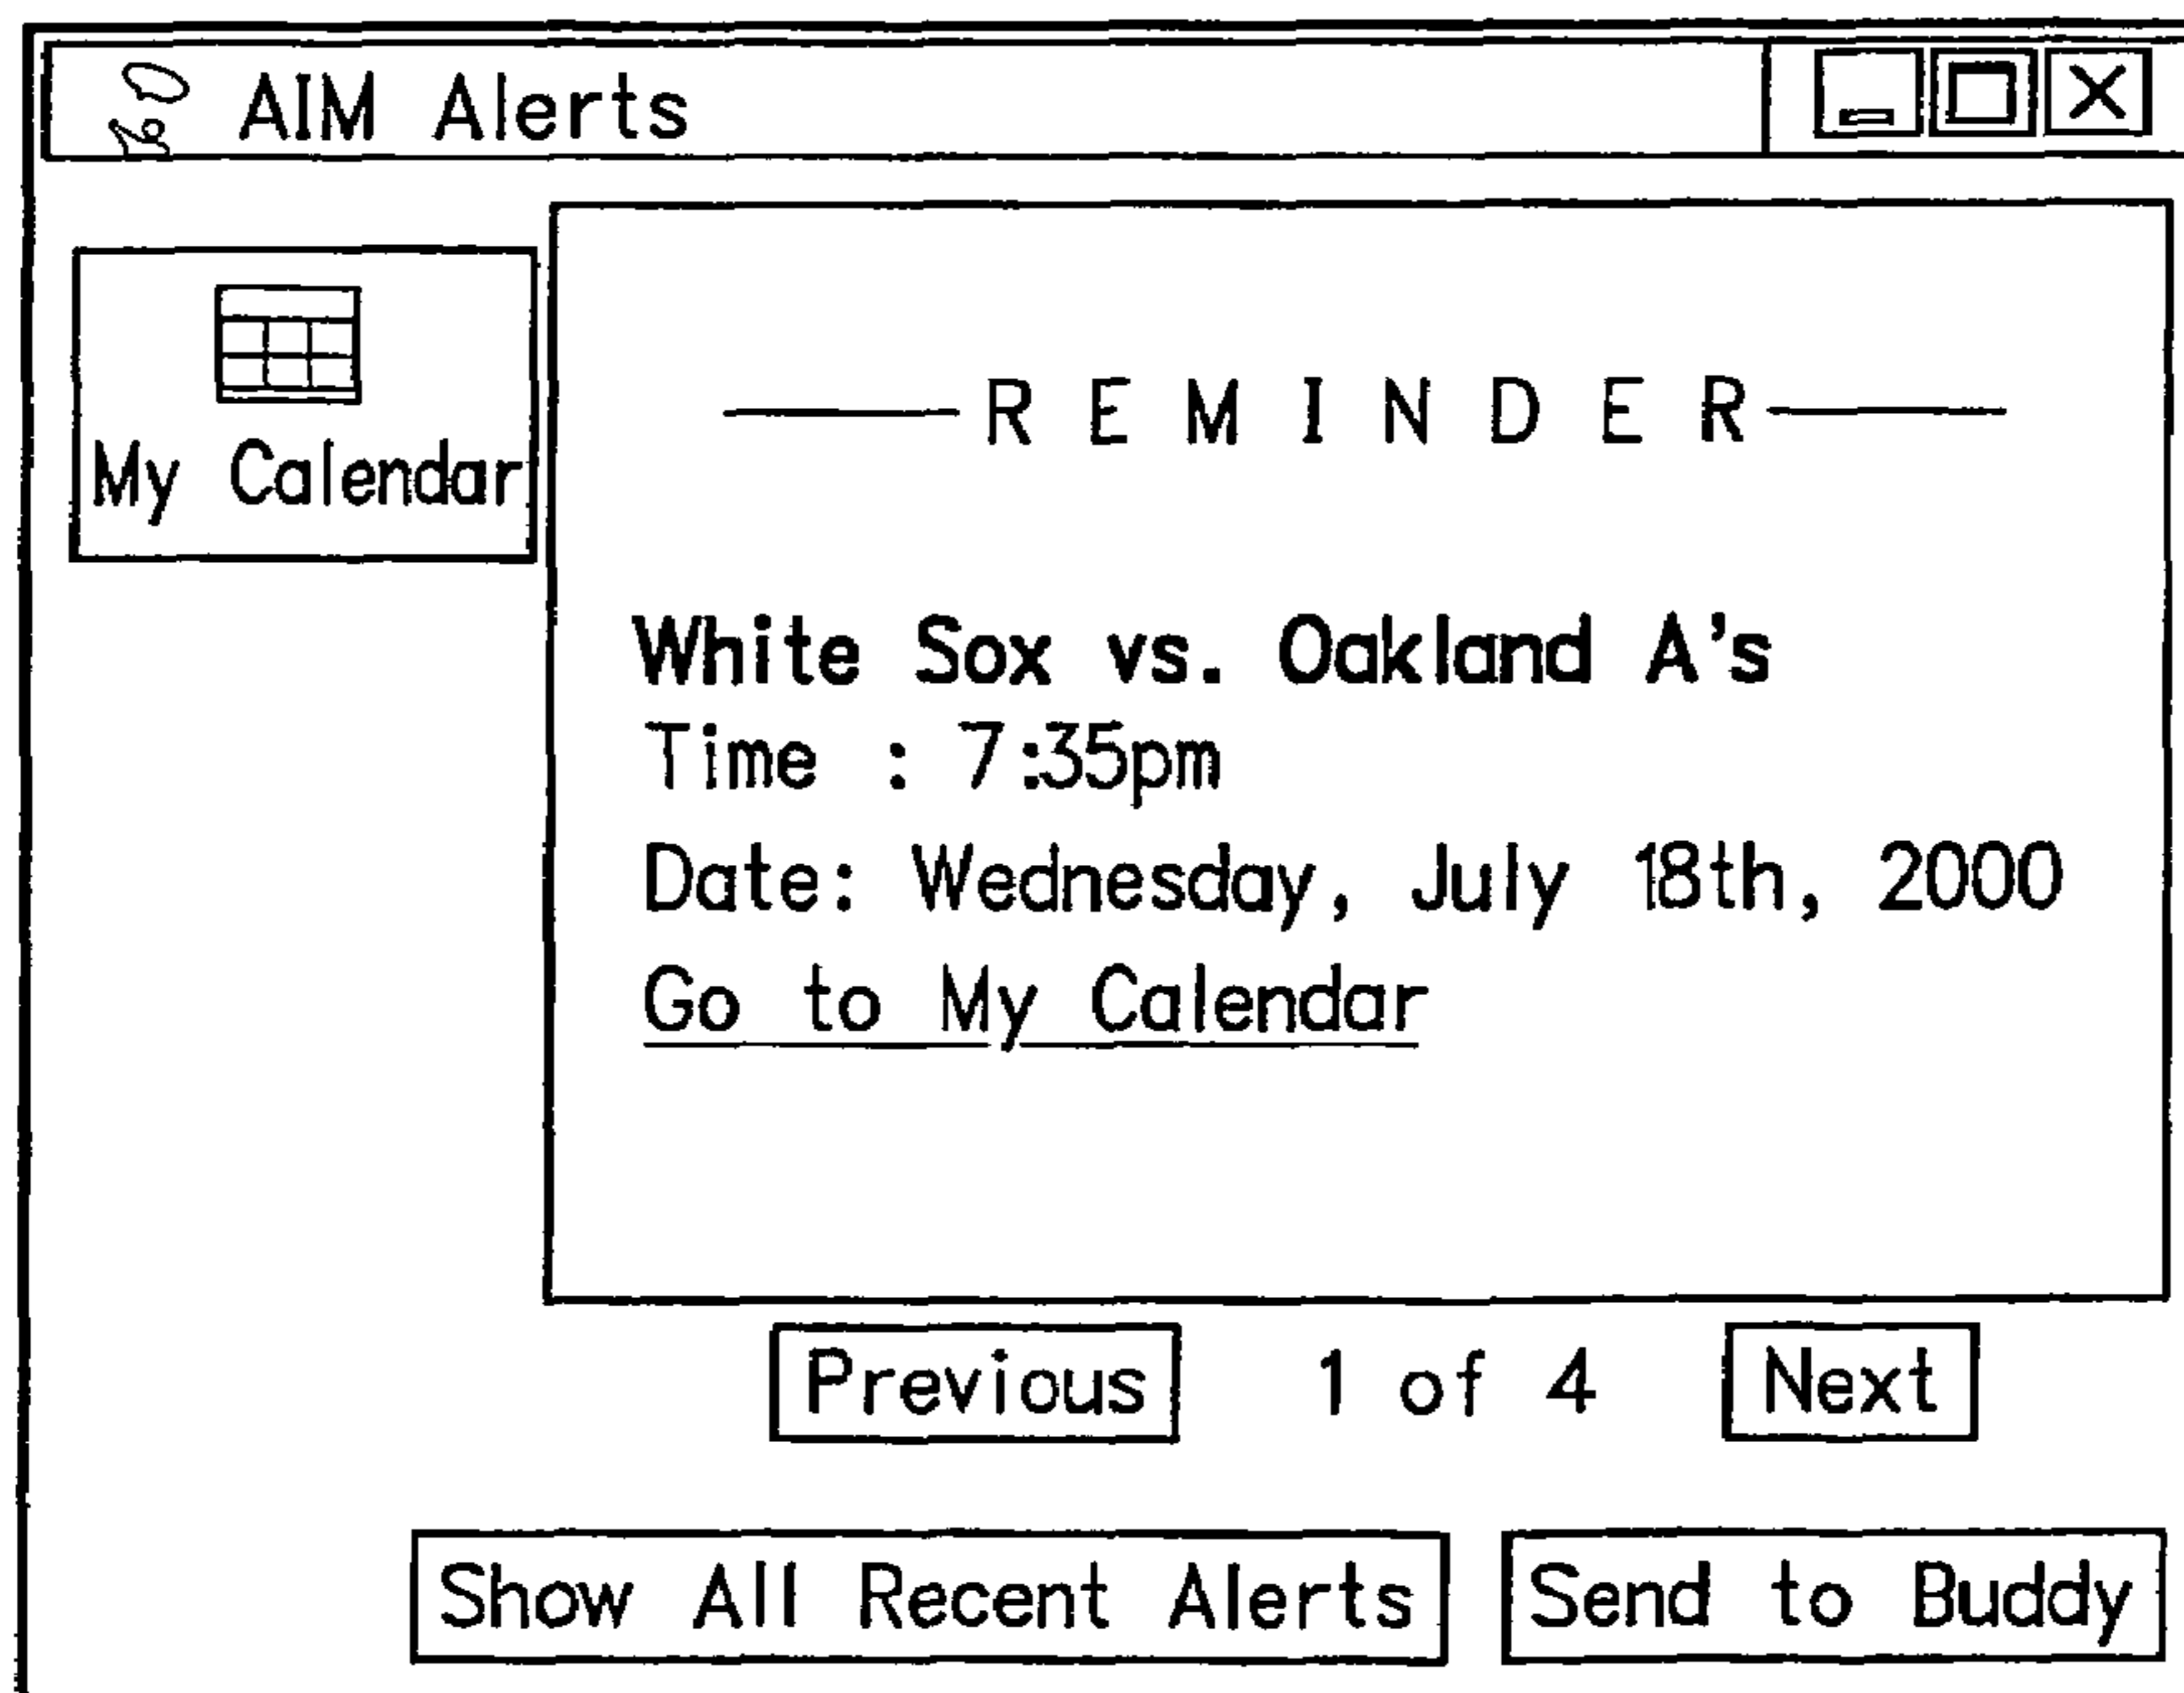 AIM Alerts
My Calendar
REMINDER
White Sox vs. Oakland A's
Time : 7:35pm
Date: Wednesday, July 18th, 2000
Go to My Calendar
Previous 1 of 4 Next
Show All Recent Alerts Send to Buddy